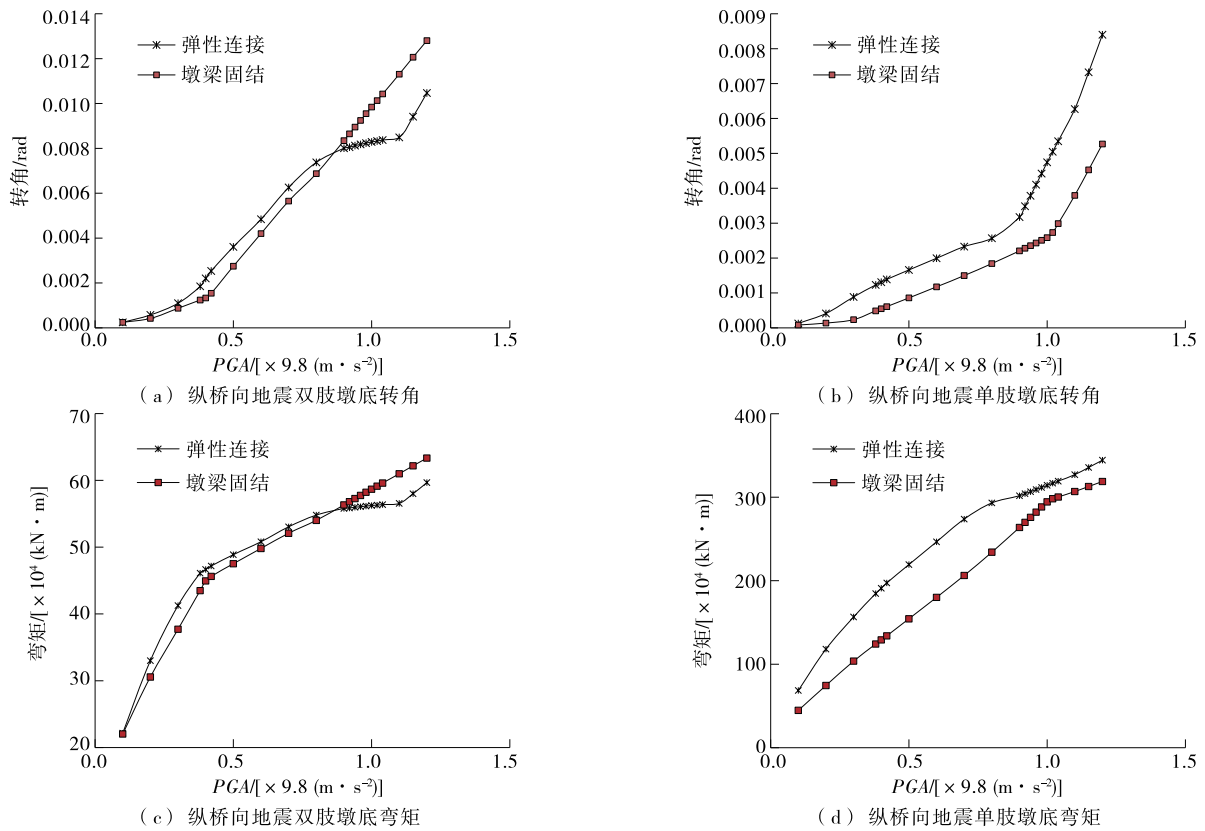 0.014
0.012
0.010
0.008
0.006
0.004
0.002
0.000
转角/rad
弹性连接
墩梁固结
0.0 0.5 1.0 1.5
PGA/[×9.8 (m·s⁻²)]
(a) 纵桥向地震双肢墩底转角
0.009
0.008
0.007
0.006
0.005
0.004
0.003
0.002
0.001
0.000
转角/rad
弹性连接
墩梁固结
0.0 0.5 1.0 1.5
PGA/[×9.8 (m·s⁻²)]
(b) 纵桥向地震单肢墩底转角
70
60
50
40
30
20
弯矩/[×10⁴ (kN·m)]
弹性连接
墩梁固结
0.0 0.5 1.0 1.5
PGA/[×9.8 (m·s⁻²)]
(c) 纵桥向地震双肢墩底弯矩
400
300
200
100
0
弯矩/[×10⁴ (kN·m)]
弹性连接
墩梁固结
0.0 0.5 1.0 1.5
PGA/[×9.8 (m·s⁻²)]
(d) 纵桥向地震单肢墩底弯矩